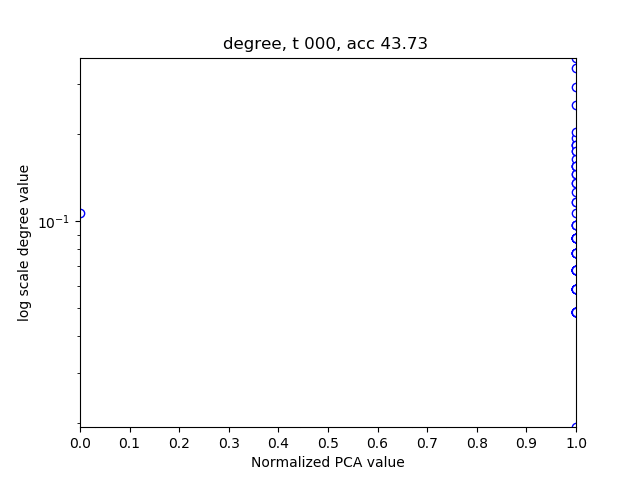 degree, t 000, acc 43.73
log scale degree value
10⁻¹
0.0 0.1 0.2 0.3 0.4 0.5 0.6 0.7 0.8 0.9 1.0
Normalized PCA value